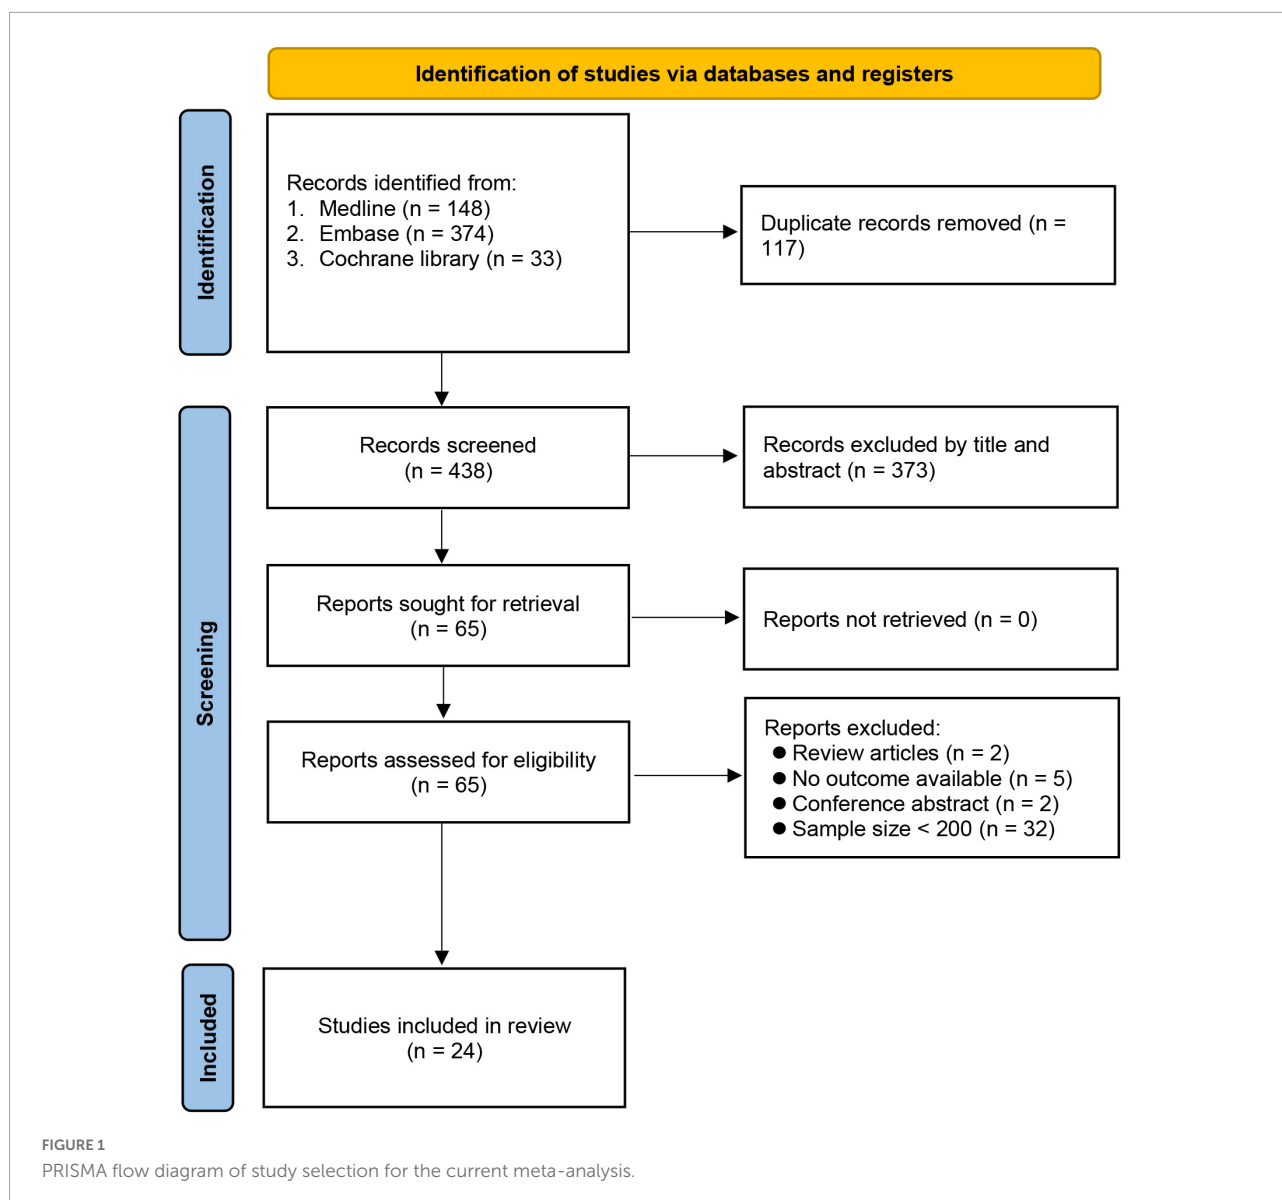 Identification of studies via databases and registers
Identification
Records identified from:
1. Medline (n = 148)
2. Embase (n = 374)
3. Cochrane library (n = 33)
Duplicate records removed (n =
117)
Screening
Records screened
(n = 438)
Records excluded by title and
abstract (n = 373)
Reports sought for retrieval
(n = 65)
Reports not retrieved (n = 0)
Reports assessed for eligibility
(n = 65)
Reports excluded:
● Review articles (n = 2)
● No outcome available (n = 5)
● Conference abstract (n = 2)
● Sample size < 200 (n = 32)
Included
Studies included in review
(n = 24)
FIGURE 1
PRISMA flow diagram of study selection for the current meta-analysis.